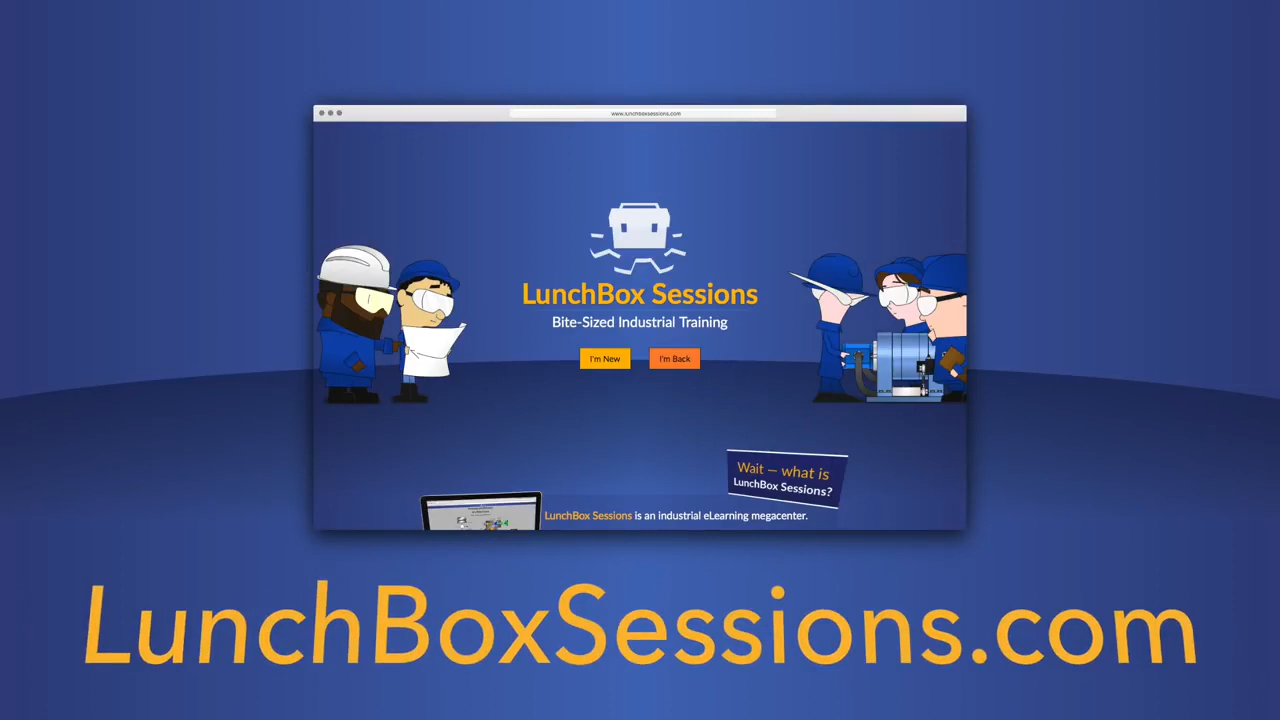 www.lunchboxsessions.com
LunchBox Sessions
Bite-Sized Industrial Training
I'm New
I'm Back
Wait — what is
LunchBox Sessions?
LunchBox Sessions is an industrial eLearning megacenter.
LunchBoxSessions.com